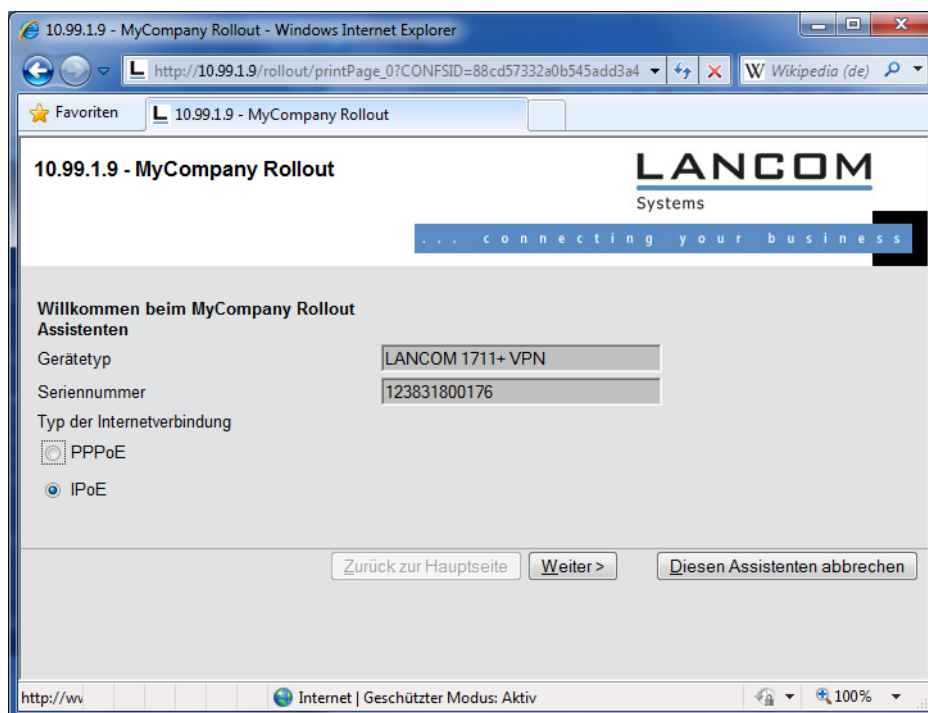 10.99.1.9 - MyCompany Rollout - Windows Internet Explorer
http://10.99.1.9/rollout/printPage_0?CONFSID=88cd57332a0b545add3a4
W Wikipedia (de)
Favoriten
L 10.99.1.9 - MyCompany Rollout
10.99.1.9 - MyCompany Rollout
LANCOM
Systems
... connecting your business
Willkommen beim MyCompany Rollout
Assistenten
Gerätetyp LANCOM 1711+ VPN
Seriennummer 123831800176
Typ der Internetverbindung
PPPoE
IPoE
Zurück zur Hauptseite Weiter > Diesen Assistenten abbrechen
http://wv Internet | Geschützter Modus: Aktiv 100%